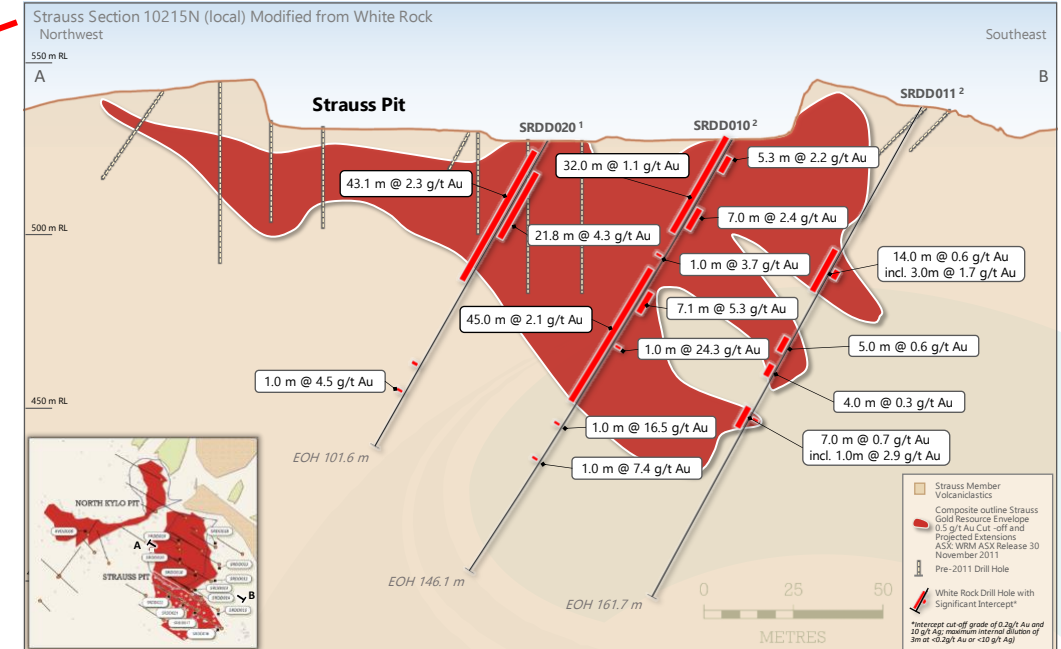 Strauss Section 10215N (local) Modified from White Rock
Northwest
Southeast
550 m RL
A
B
Strauss Pit
SRDD020 1
SRDD010 2
SRDD011 2
43.1 m @ 2.3 g/t Au
32.0 m @ 1.1 g/t Au
5.3 m @ 2.2 g/t Au
7.0 m @ 2.4 g/t Au
500 m RL
21.8 m @ 4.3 g/t Au
1.0 m @ 3.7 g/t Au
14.0 m @ 0.6 g/t Au
incl. 3.0m @ 1.7 g/t Au
45.0 m @ 2.1 g/t Au
7.1 m @ 5.3 g/t Au
1.0 m @ 24.3 g/t Au
5.0 m @ 0.6 g/t Au
1.0 m @ 4.5 g/t Au
4.0 m @ 0.3 g/t Au
450 m RL
1.0 m @ 16.5 g/t Au
7.0 m @ 0.7 g/t Au
incl. 1.0m @ 2.9 g/t Au
EOH 101.6 m
1.0 m @ 7.4 g/t Au
EOH 146.1 m
EOH 161.7 m
0 25 50
METRES
NORTH KYLO PIT
A
STRAUSS PIT
B
Strauss Member
Volcaniclastics
Composite outline Strauss
Gold Resource Envelope
0.5 g/t Au Cut -off and
Projected Extensions
ASX: WRM ASX Release 30
November 2011
Pre-2011 Drill Hole
White Rock Drill Hole with
Significant Intercept*
*Intercept cut-off grade of 0.2g/t Au and
10 g/t Ag; maximum internal dilution of
3m at <0.2g/t Au or <10 g/t Ag)